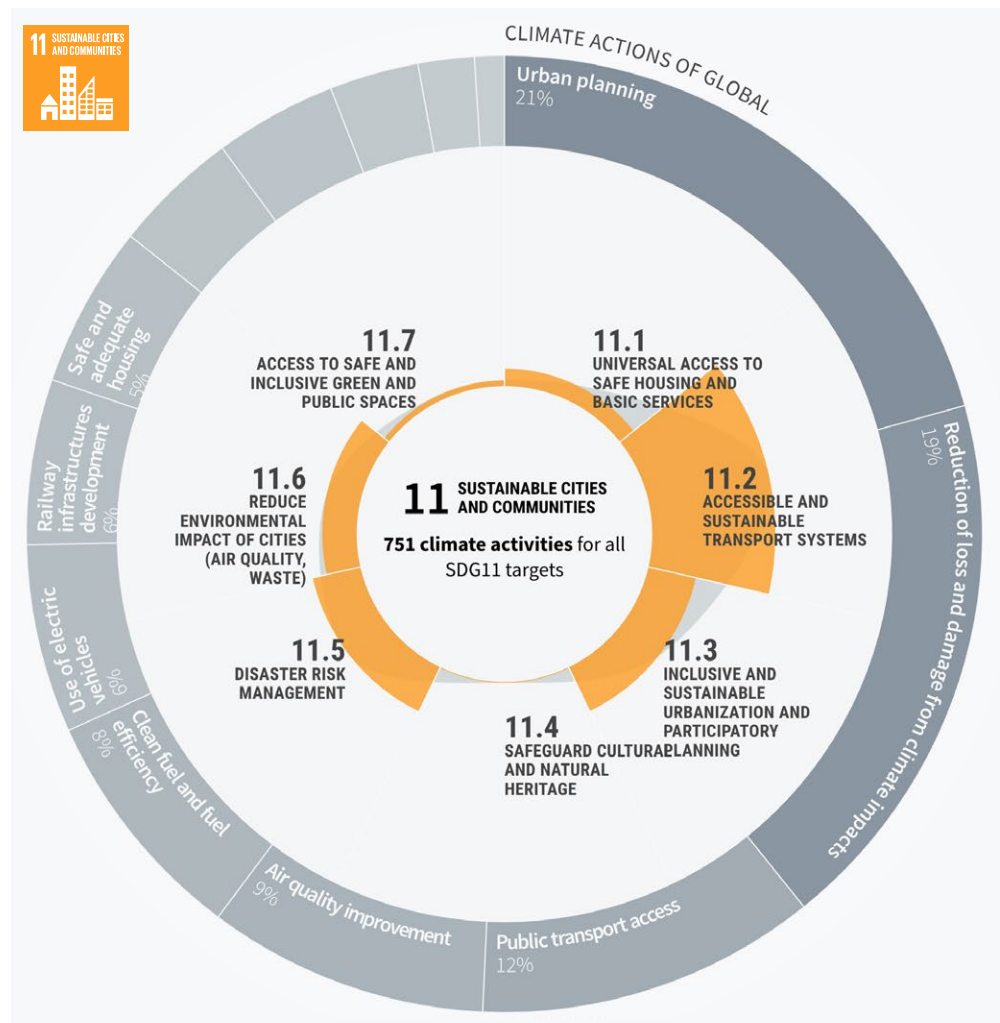 11 SUSTAINABLE CITIES
AND COMMUNITIES
CLIMATE ACTIONS OF GLOBAL
Urban planning
21%
Reduction of loss and damage from climate impacts
19%
Public transport access
12%
Air quality improvement
9%
Clean fuel and fuel
efficiency
8%
Use of electric
vehicles
6%
Railway
infrastructures
development
6%
Safe and
adequate
housing
5%
11.1
UNIVERSAL ACCESS TO
SAFE HOUSING AND
BASIC SERVICES
11.2
ACCESSIBLE AND
SUSTAINABLE
TRANSPORT SYSTEMS
11.3
INCLUSIVE AND
SUSTAINABLE
URBANIZATION AND
PARTICIPATORY
PLANNING
11.4
SAFEGUARD CULTURAL
AND NATURAL
HERITAGE
11.5
DISASTER RISK
MANAGEMENT
11.6
REDUCE
ENVIRONMENTAL
IMPACT OF CITIES
(AIR QUALITY,
WASTE)
11.7
ACCESS TO SAFE AND
INCLUSIVE GREEN AND
PUBLIC SPACES
11 SUSTAINABLE CITIES
AND COMMUNITIES
751 climate activities for all
SDG11 targets